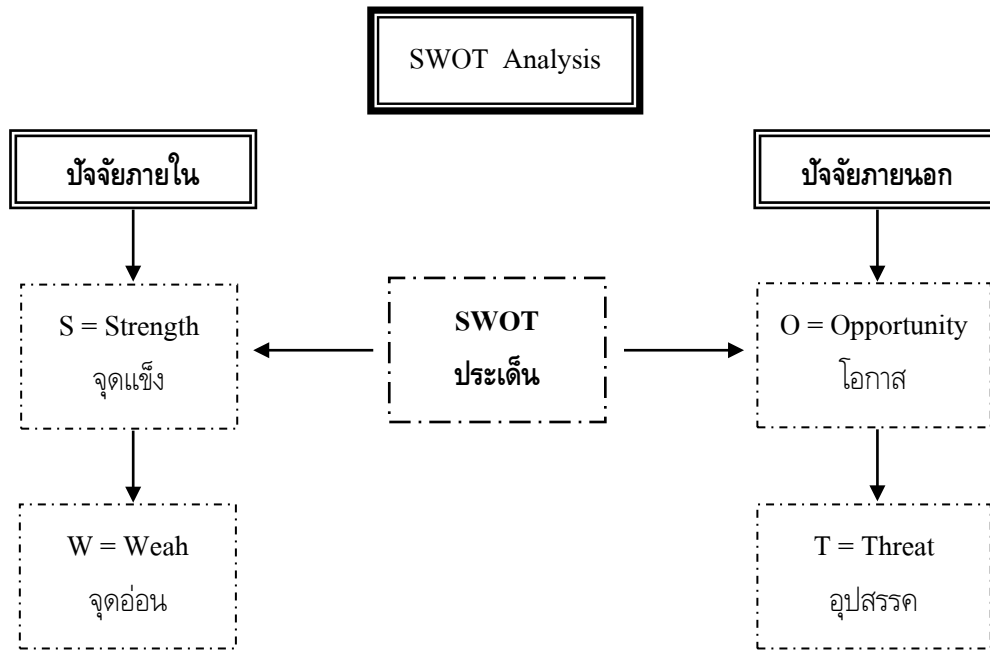 SWOT Analysis
ปัจจัยภายใน
ปัจจัยภายนอก
S = Strength
จุดแข็ง
SWOT
ประเด็น
O = Opportunity
โอกาส
W = Weah
จุดอ่อน
T = Threat
อุปสรรค